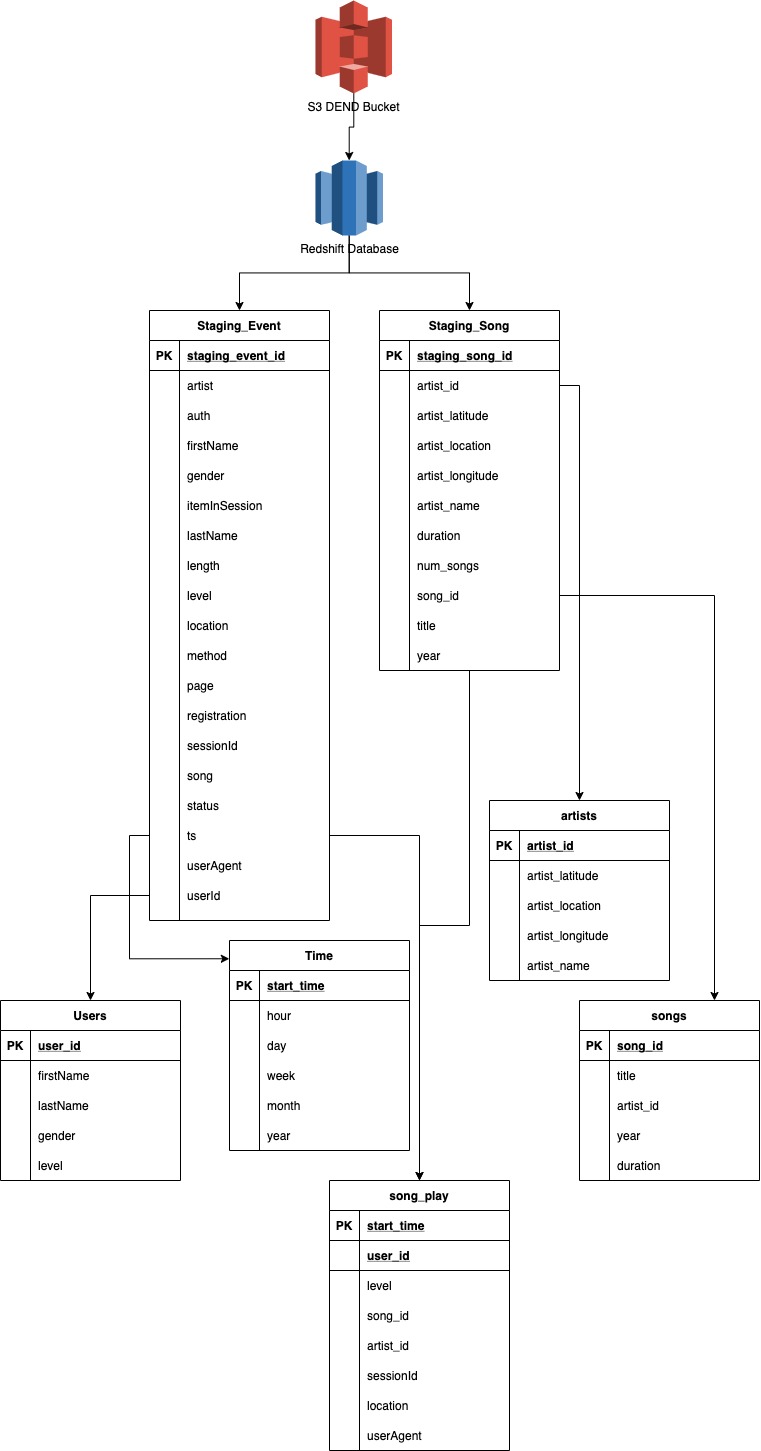 S3 DEND Bucket
Redshift Database
Staging_Event
PK staging_event_id
artist
auth
firstName
gender
itemInSession
lastName
length
level
location
method
page
registration
sessionId
song
status
ts
userAgent
userId
Staging_Song
PK staging_song_id
artist_id
artist_latitude
artist_location
artist_longitude
artist_name
duration
num_songs
song_id
title
year
artists
PK artist_id
artist_latitude
artist_location
artist_longitude
artist_name
Time
PK start_time
hour
day
week
month
year
Users
PK user_id
firstName
lastName
gender
level
songs
PK song_id
title
artist_id
year
duration
song_play
PK start_time
user_id
level
song_id
artist_id
sessionId
location
userAgent